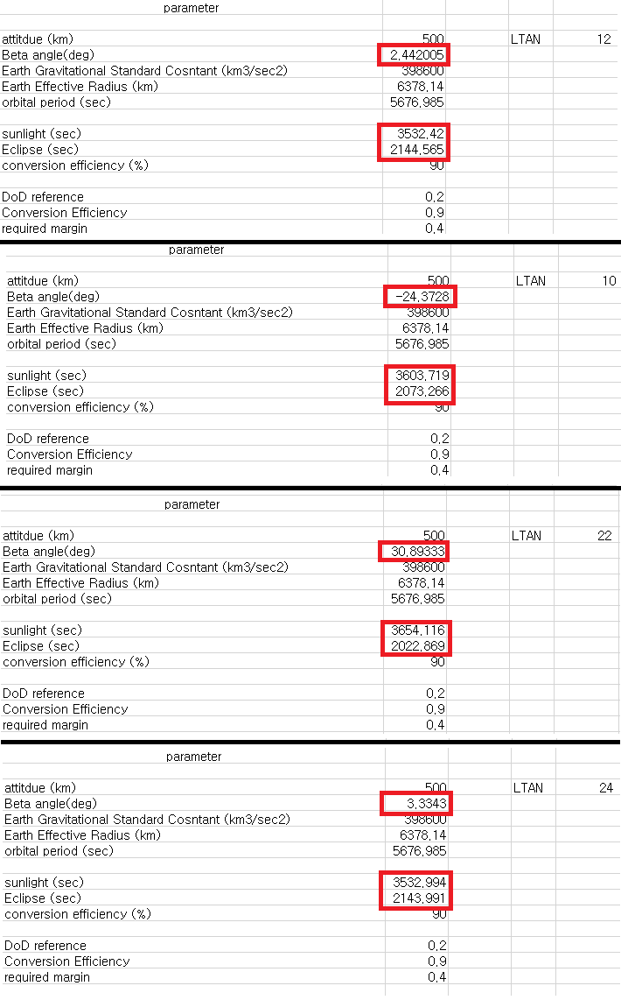 parameter
attitdue (km) 500 LTAN 12
Beta angle(deg) 2,442005
Earth Gravitational Standard Cosntant (km3/sec2) 398600
Earth Effective Radius (km) 6378,14
orbital period (sec) 5676,985
sunlight (sec) 3532,42
Eclipse (sec) 2144,565
conversion efficiency (%) 90
DoD reference 0,2
Conversion Efficiency 0,9
required margin 0,4
parameter
attitdue (km) 500 LTAN 10
Beta angle(deg) -24,3728
Earth Gravitational Standard Cosntant (km3/sec2) 398600
Earth Effective Radius (km) 6378,14
orbital period (sec) 5676,985
sunlight (sec) 3603,719
Eclipse (sec) 2073,266
conversion efficiency (%) 90
DoD reference 0,2
Conversion Efficiency 0,9
required margin 0,4
parameter
attitdue (km) 500 LTAN 22
Beta angle(deg) 30,89333
Earth Gravitational Standard Cosntant (km3/sec2) 398600
Earth Effective Radius (km) 6378,14
orbital period (sec) 5676,985
sunlight (sec) 3654,116
Eclipse (sec) 2022,869
conversion efficiency (%) 90
DoD reference 0,2
Conversion Efficiency 0,9
required margin 0,4
parameter
attitdue (km) 500 LTAN 24
Beta angle(deg) 3,3343
Earth Gravitational Standard Cosntant (km3/sec2) 398600
Earth Effective Radius (km) 6378,14
orbital period (sec) 5676,985
sunlight (sec) 3532,994
Eclipse (sec) 2143,991
conversion efficiency (%) 90
DoD reference 0,2
Conversion Efficiency 0,9
required margin 0,4